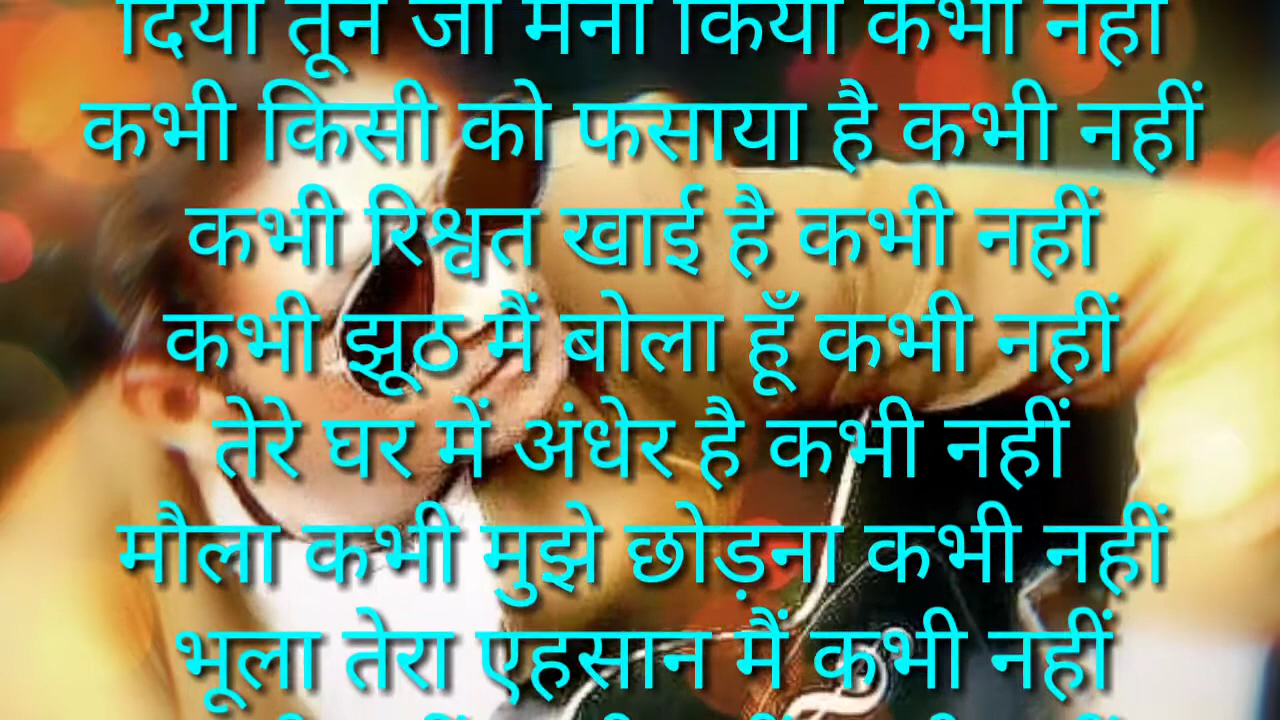 दिया तूने जो मैंने किया कभी नहीं
कभी किसी को फसाया है कभी नहीं
कभी रिश्वत खाई है कभी नहीं
कभी झूठ मैं बोला हूँ कभी नहीं
तेरे घर में अंधेर है कभी नहीं
मौला कभी मुझे छोड़ना कभी नहीं
भूला तेरा एहसान मैं कभी नहीं